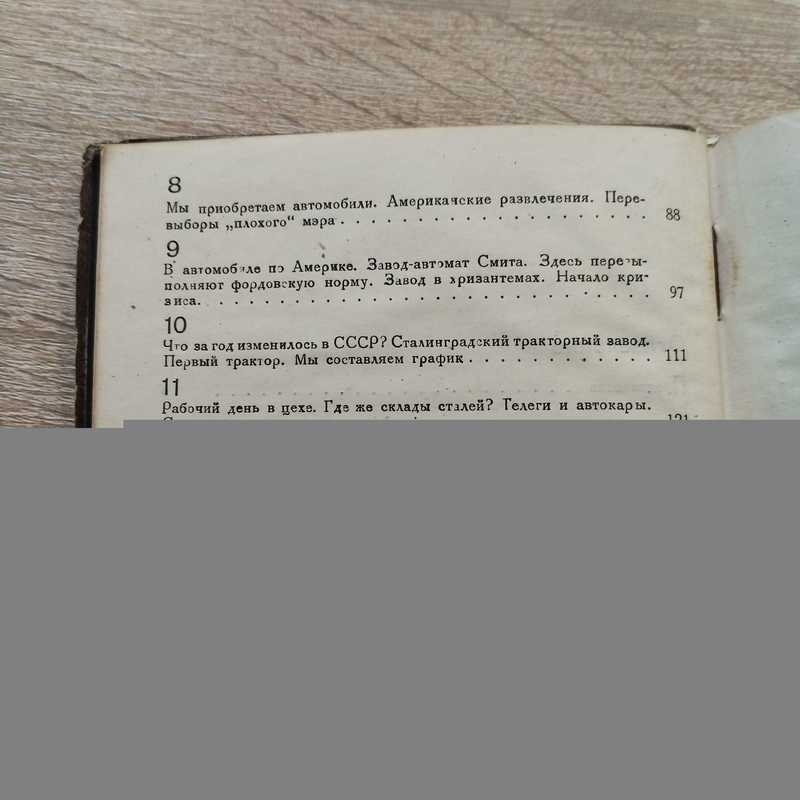 8
Мы приобретаем автомобили. Американские развлечения. Пере-
выборы „плохого“ мэра . . . . . . . . . . . . . . . . . . . 88
9
В автомобиле по Америке. Завод-автомат Смита. Здесь перевы-
полняют фордовскую норму. Завод в хризантемах. Начало кри-
зиса. . . . . . . . . . . . . . . . . . . . . . . . . . . . 97
10
Что за год изменилось в СССР? Сталинградский тракторный завод.
Первый трактор. Мы составляем график . . . . . . . . . . . . 111
11
Рабочий день в цехе. Где же склады сталей? Телеги и автокары.
121